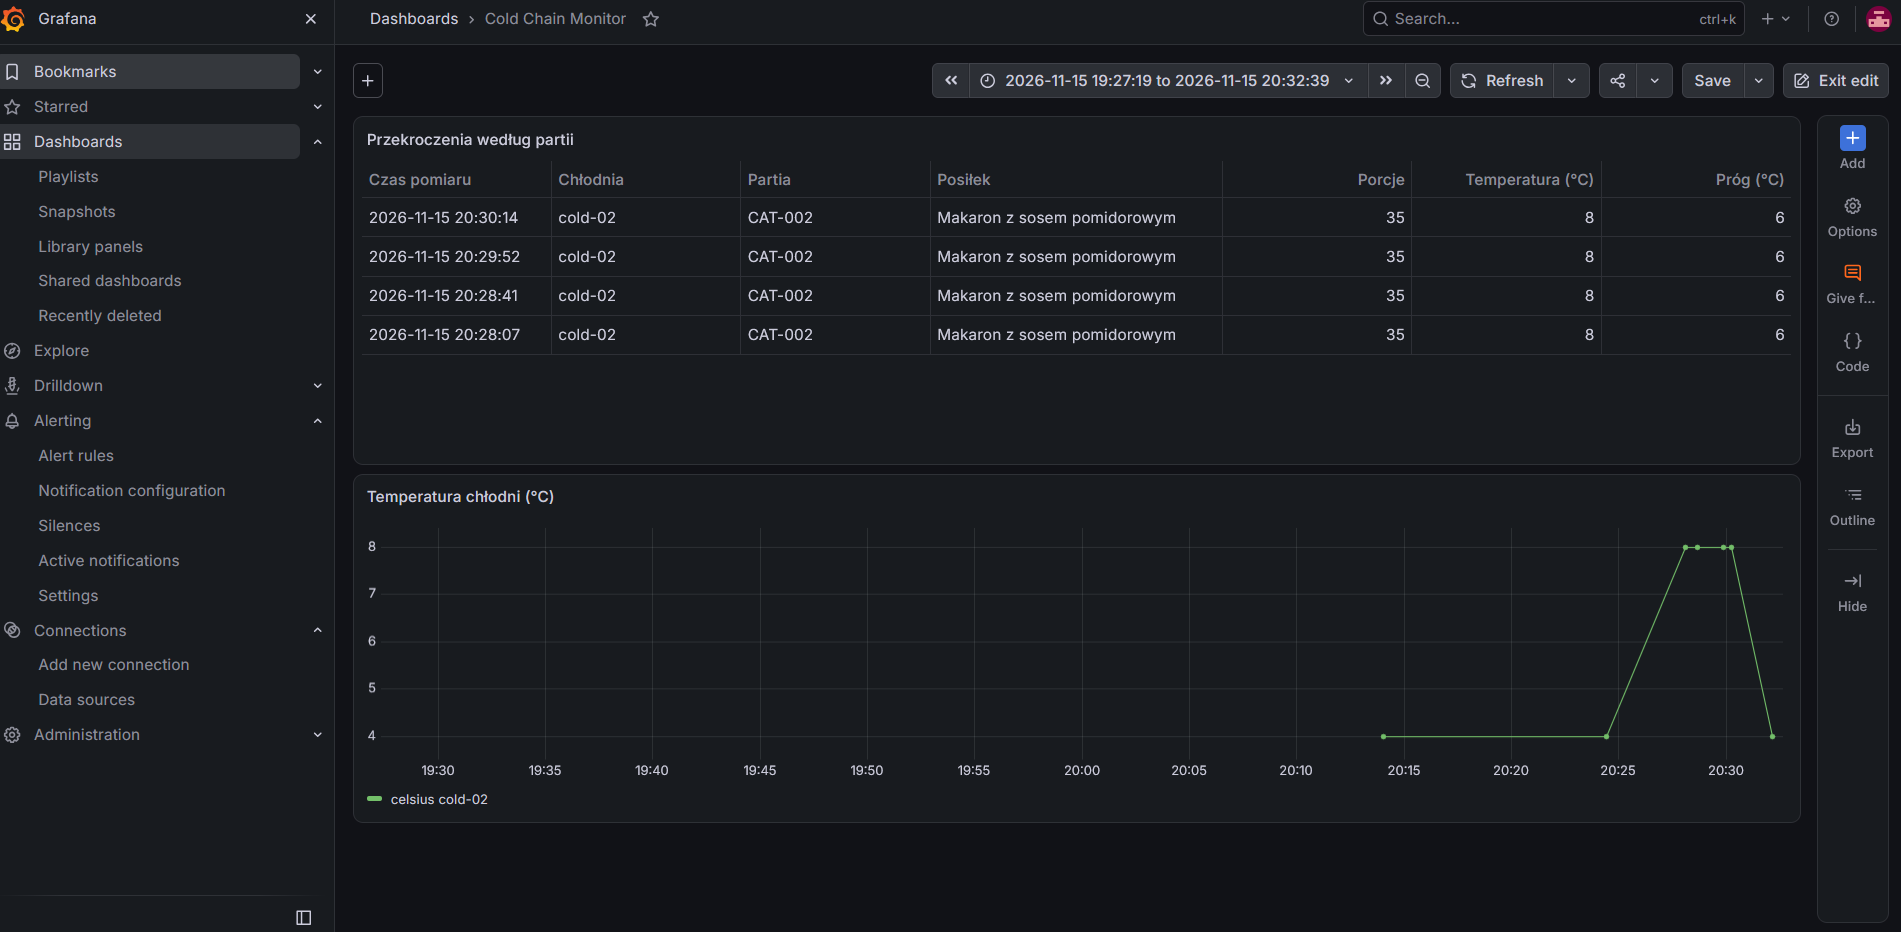 Grafana
Dashboards › Cold Chain Monitor
Search... ctrl+k
Bookmarks
Starred
Dashboards
Playlists
Snapshots
Library panels
Shared dashboards
Recently deleted
Explore
Drilldown
Alerting
Alert rules
Notification configuration
Silences
Active notifications
Settings
Connections
Add new connection
Data sources
Administration
2026-11-15 19:27:19 to 2026-11-15 20:32:39 Refresh Save Exit edit
Przekroczenia według partii
Czas pomiaru Chłodnia Partia Posiłek Porcje Temperatura (°C) Próg (°C)
2026-11-15 20:30:14 cold-02 CAT-002 Makaron z sosem pomidorowym 35 8 6
2026-11-15 20:29:52 cold-02 CAT-002 Makaron z sosem pomidorowym 35 8 6
2026-11-15 20:28:41 cold-02 CAT-002 Makaron z sosem pomidorowym 35 8 6
2026-11-15 20:28:07 cold-02 CAT-002 Makaron z sosem pomidorowym 35 8 6
Temperatura chłodni (°C)
8
7
6
5
4
19:30 19:35 19:40 19:45 19:50 19:55 20:00 20:05 20:10 20:15 20:20 20:25 20:30
celsius cold-02
Add
Options
Give f...
Code
Export
Outline
Hide